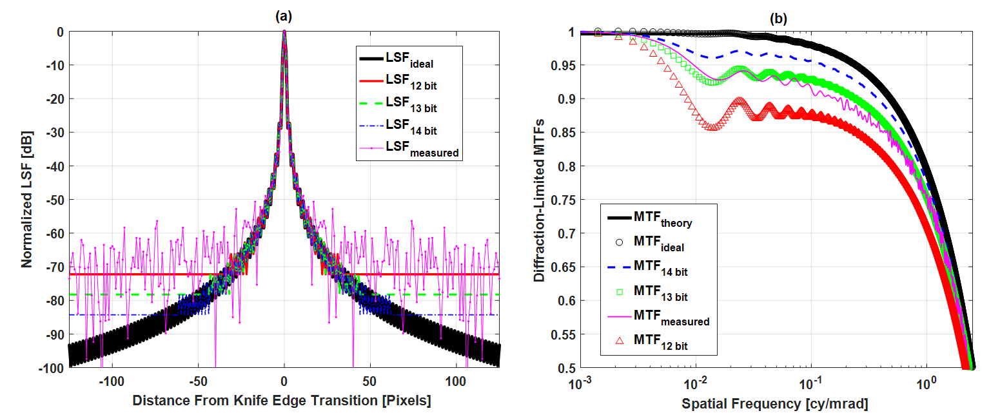 (a)
Normalized LSF [dB]
0
-10
-20
-30
-40
-50
-60
-70
-80
-90
-100
LSFideal
LSF12 bit
LSF13 bit
LSF14 bit
LSFmeasured
-100 -50 0 50 100
Distance From Knife Edge Transition [Pixels]
(b)
Diffraction-Limited MTFs
1
0.95
0.9
0.85
0.8
0.75
0.7
0.65
0.6
0.55
0.5
MTFtheory
MTFideal
MTF14 bit
MTF13 bit
MTFmeasured
MTF12 bit
10-3 10-2 10-1 100
Spatial Frequency [cy/mrad]